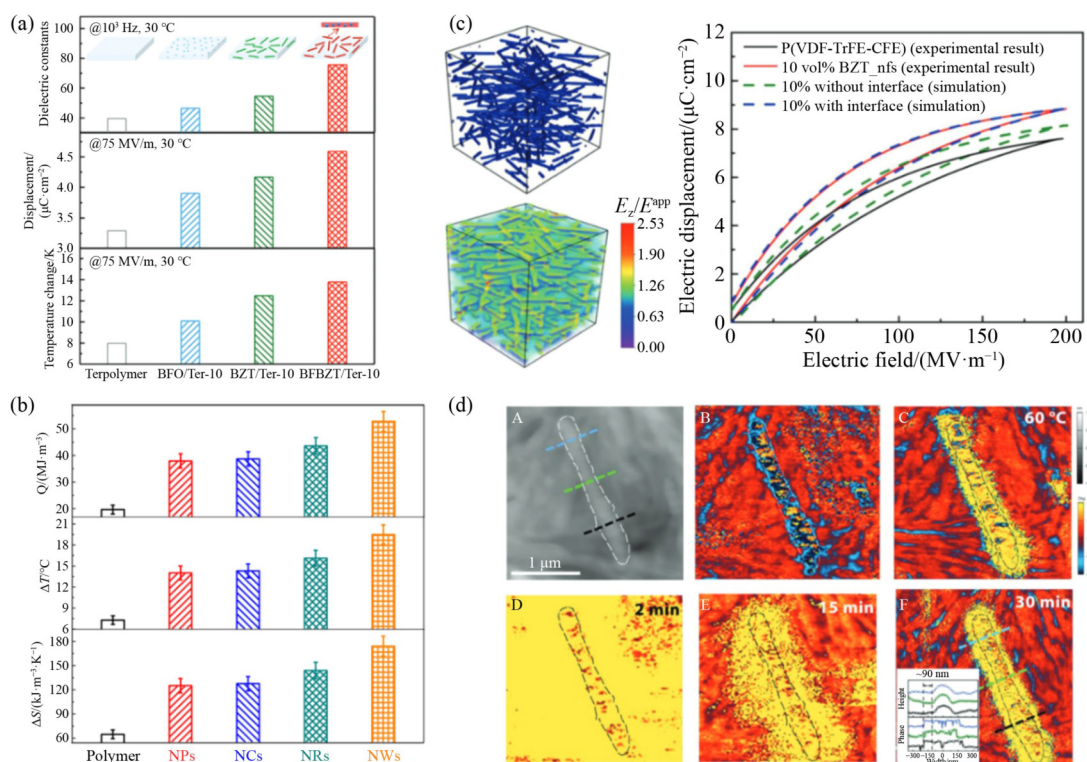 (a)
@10³ Hz, 30 ℃
100
80
60
40
Dielectric constants
@75 MV/m, 30 ℃
4.5
4.0
3.5
3.0
Displacement/
(μC·cm⁻²)
@75 MV/m, 30 ℃
16
14
12
10
8
6
Temperature change/K
Terpolymer BFO/Ter-10 BZT/Ter-10 BFBZT/Ter-10
(b)
50
40
30
20
Q/(MJ·m⁻³)
21
18
15
12
9
6
ΔT/°C
180
150
120
90
60
ΔS/(kJ·m⁻³·K⁻¹)
Polymer NPs NCs NRs NWs
(c)
E_z/E^app
2.53
1.90
1.26
0.63
0.00
12
10
8
6
4
2
0
Electric displacement/(μC·cm⁻²)
P(VDF-TrFE-CFE) (experimental result)
10 vol% BZT_nfs (experimental result)
10% without interface (simulation)
10% with interface (simulation)
0 50 100 150 200
Electric field/(MV·m⁻¹)
(d)
A
1 μm
B
C
60 °C
D
2 min
E
15 min
F
30 min
~90 nm
Height
Phase
−300 −150 0 150 300
Width/nm